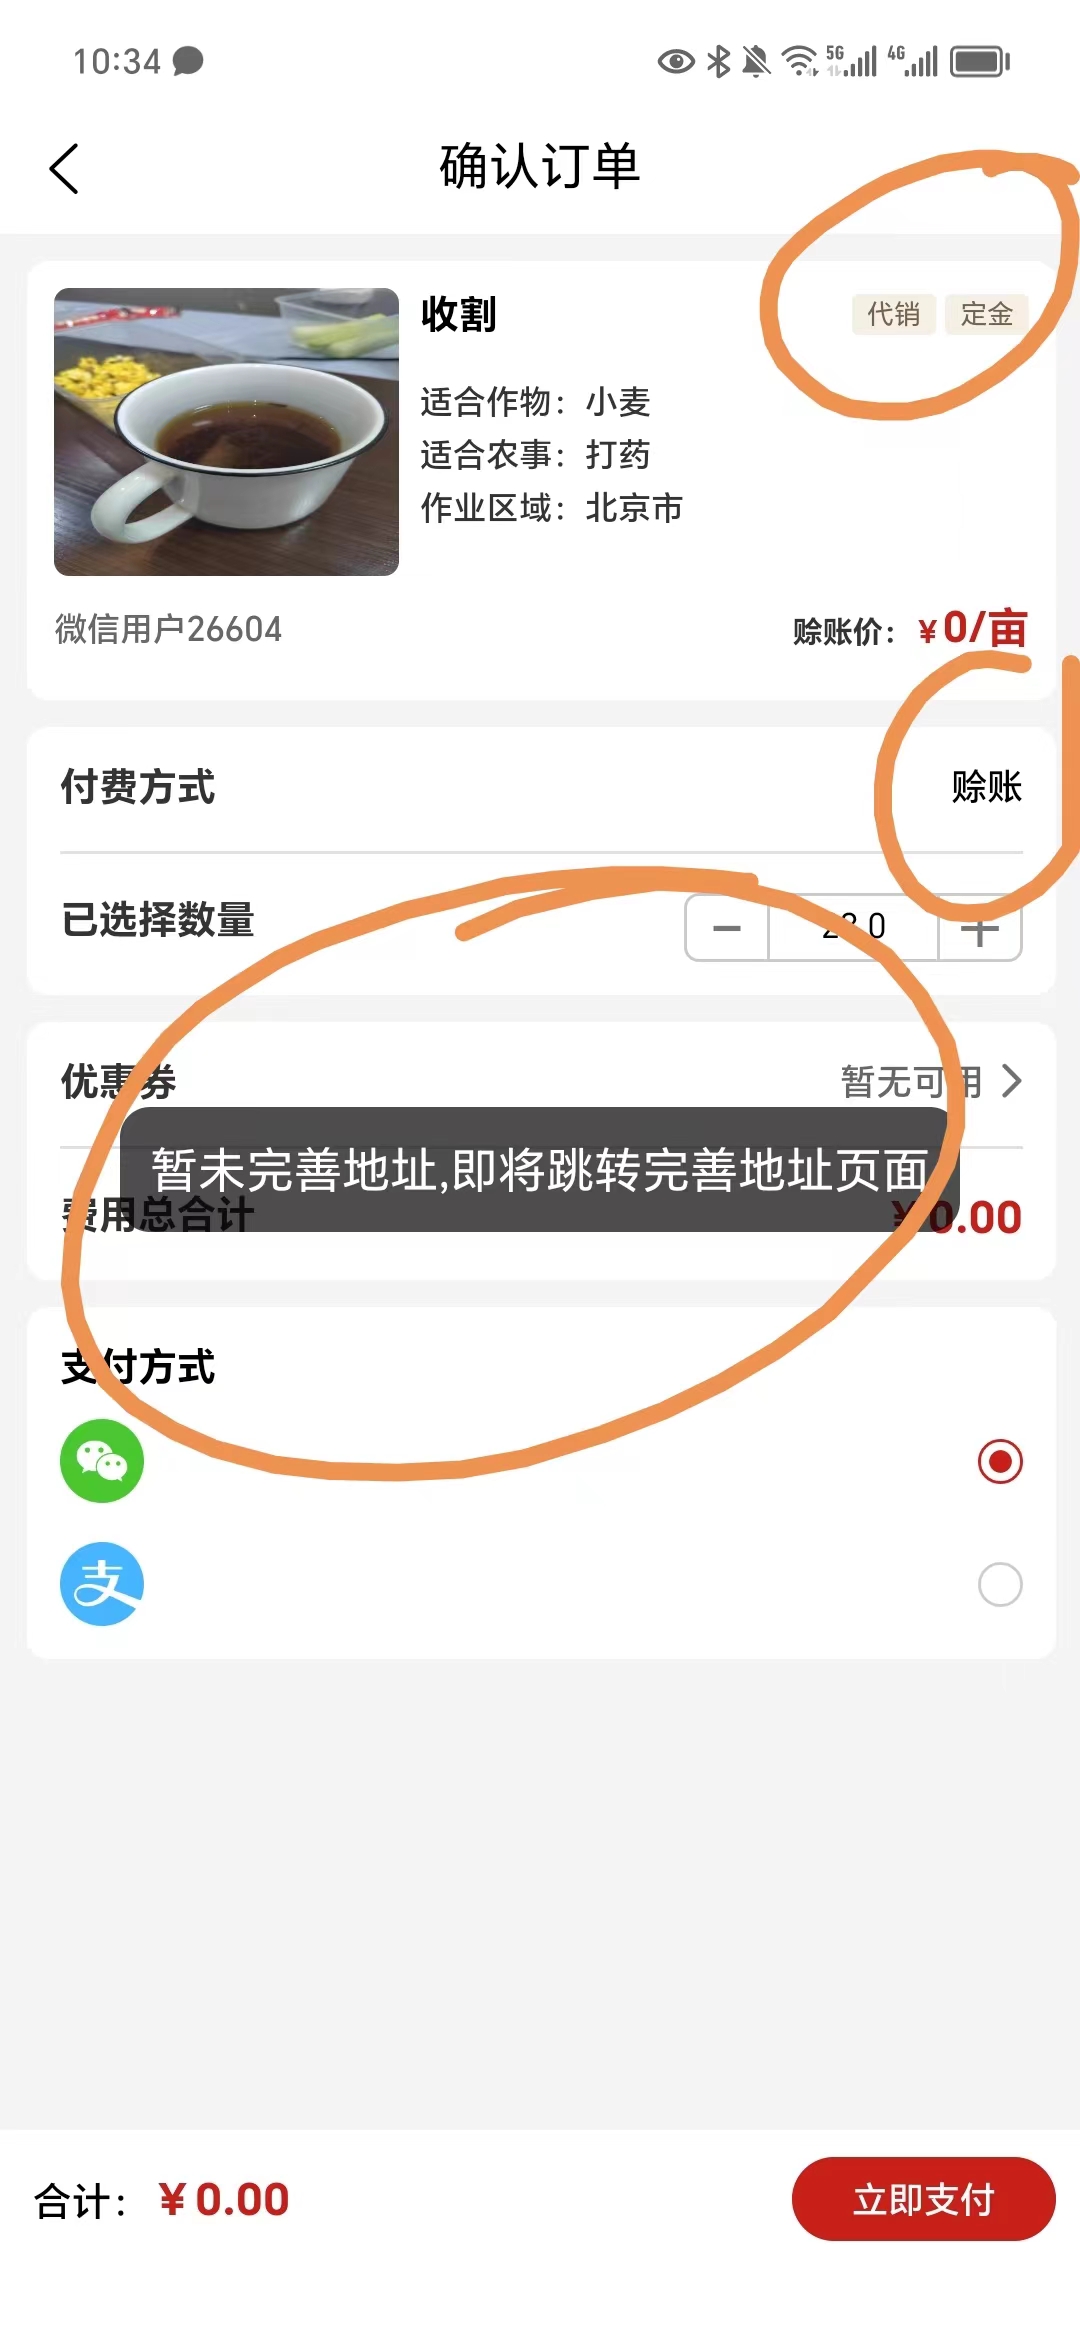 10:34
5G 4G
确认订单
收割 代销 定金
适合作物：小麦
适合农事：打药
作业区域：北京市
微信用户26604 赊账价：¥0/亩
付费方式 赊账
已选择数量 − +
优惠券 暂无可用
暂未完善地址,即将跳转完善地址页面
费用总合计 ¥0.00
支付方式
支
合计：¥0.00 立即支付